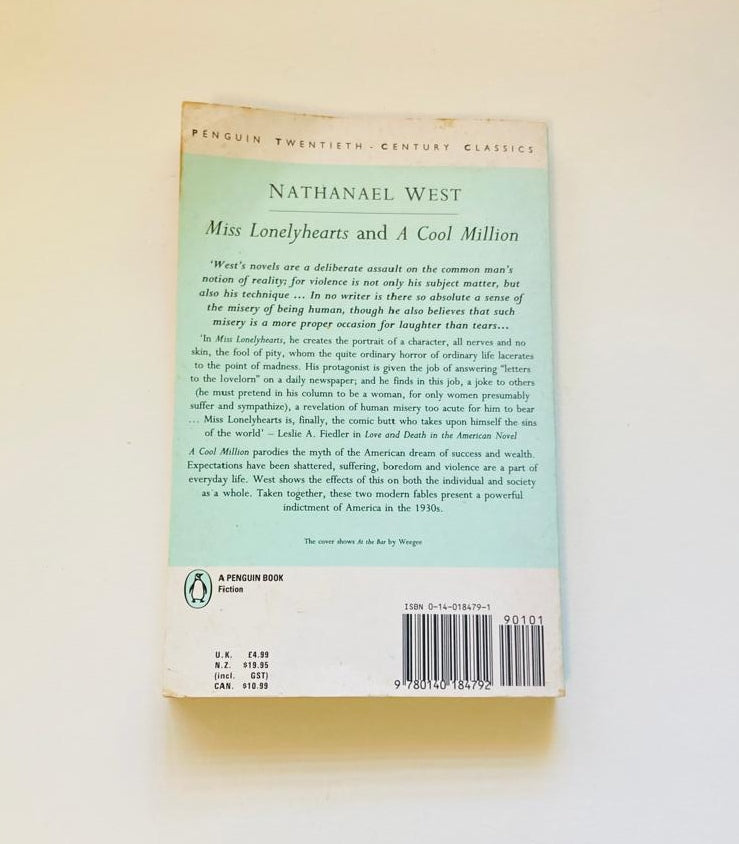 PENGUIN TWENTIETH-CENTURY CLASSICS
NATHANAEL WEST
Miss Lonelyhearts and A Cool Million
'West's novels are a deliberate assault on the common man's
notion of reality; for violence is not only his subject matter, but
also his technique ... In no writer is there so absolute a sense of
the misery of being human, though he also believes that such
misery is a more proper occasion for laughter than tears...
'In Miss Lonelyhearts, he creates the portrait of a character, all nerves and no
skin, the fool of pity, whom the quite ordinary horror of ordinary life lacerates
to the point of madness. His protagonist is given the job of answering "letters
to the lovelorn" on a daily newspaper; and he finds in this job, a joke to others
(he must pretend in his column to be a woman, for only women presumably
suffer and sympathize), a revelation of human misery too acute for him to bear
... Miss Lonelyhearts is, finally, the comic butt who takes upon himself the sins
of the world' – Leslie A. Fiedler in Love and Death in the American Novel
A Cool Million parodies the myth of the American dream of success and wealth.
Expectations have been shattered, suffering, boredom and violence are a part of
everyday life. West shows the effects of this on both the individual and society
as a whole. Taken together, these two modern fables present a powerful
indictment of America in the 1930s.
The cover shows At the Bar by Weegee
A PENGUIN BOOK
Fiction
ISBN 0-14-018479-1
90101
9 780140 184792
U.K. £4.99
N.Z. $19.95
(incl. GST)
CAN. $10.99